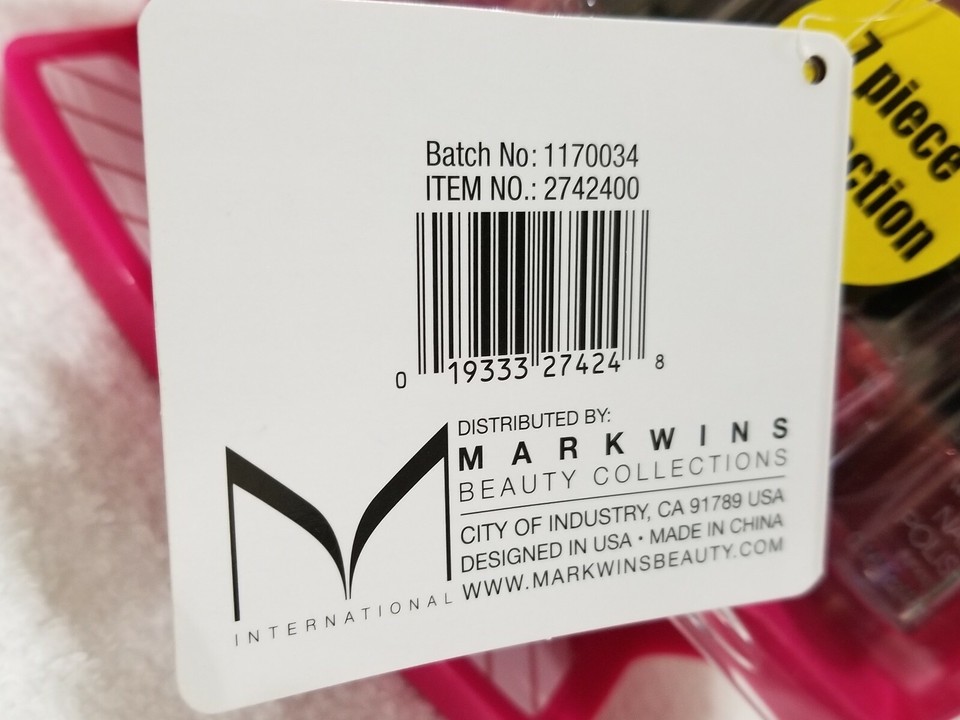 Batch No: 1170034
ITEM NO.: 2742400
0 19333 27424 8
DISTRIBUTED BY:
MARKWINS
BEAUTY COLLECTIONS
CITY OF INDUSTRY, CA 91789 USA
DESIGNED IN USA • MADE IN CHINA
WWW.MARKWINSBEAUTY.COM
INTERNATIONAL
7 piece